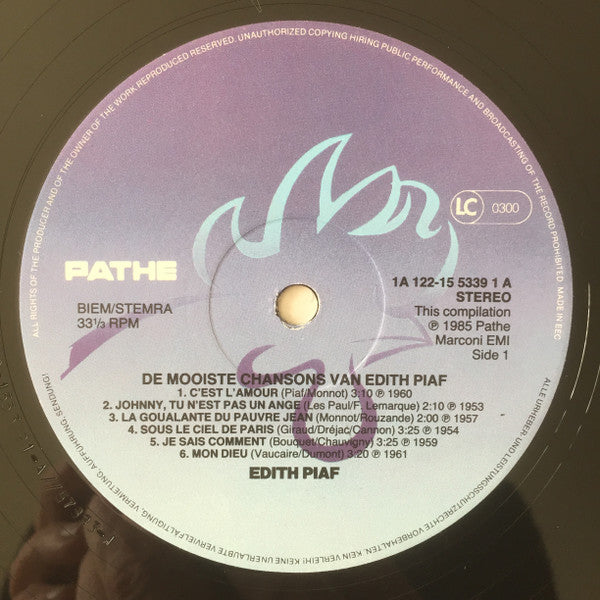 ALL RIGHTS OF THE PRODUCER AND OF THE OWNER OF THE WORK REPRODUCED RESERVED. UNAUTHORIZED COPYING HIRING PUBLIC PERFORMANCE AND BROADCASTING OF THE RECORD PROHIBITED. MADE IN EEC
LC 0300
PATHE
BIEM/STEMRA
33⅓ RPM
1A 122-15 5339 1 A
STEREO
This compilation
℗ 1985 Pathe
Marconi EMI
Side 1
DE MOOISTE CHANSONS VAN EDITH PIAF
1. C'EST L'AMOUR (Piaf/Monnot) 3:10 ℗ 1960
2. JOHNNY, TU N'EST PAS UN ANGE (Les Paul/F. Lemarque) 2:10 ℗ 1953
3. LA GOUALANTE DU PAUVRE JEAN (Monnot/Rouzande) 2:00 ℗ 1957
4. SOUS LE CIEL DE PARIS (Giraud/Dréjac/Cannon) 3:25 ℗ 1954
5. JE SAIS COMMENT (Bouquet/Chauvigny) 3:25 ℗ 1959
6. MON DIEU (Vaucaire/Dumont) 3:20 ℗ 1961
EDITH PIAF
ALLE URHEBER UND LEISTUNGSSCHUTZRECHTE VORBEHALTEN. KEIN VERLEIH! KEINE UNERLAUBTE VERVIELFÄLTIGUNG, VERMIETUNG, AUFFÜHRUNG, SENDUNG!